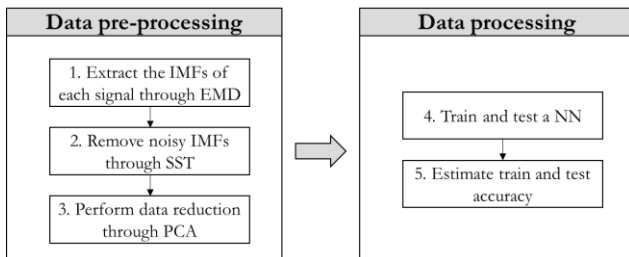 Data pre-processing
1. Extract the IMFs of
each signal through EMD
2. Remove noisy IMFs
through SST
3. Perform data reduction
through PCA
Data processing
4. Train and test a NN
5. Estimate train and test
accuracy